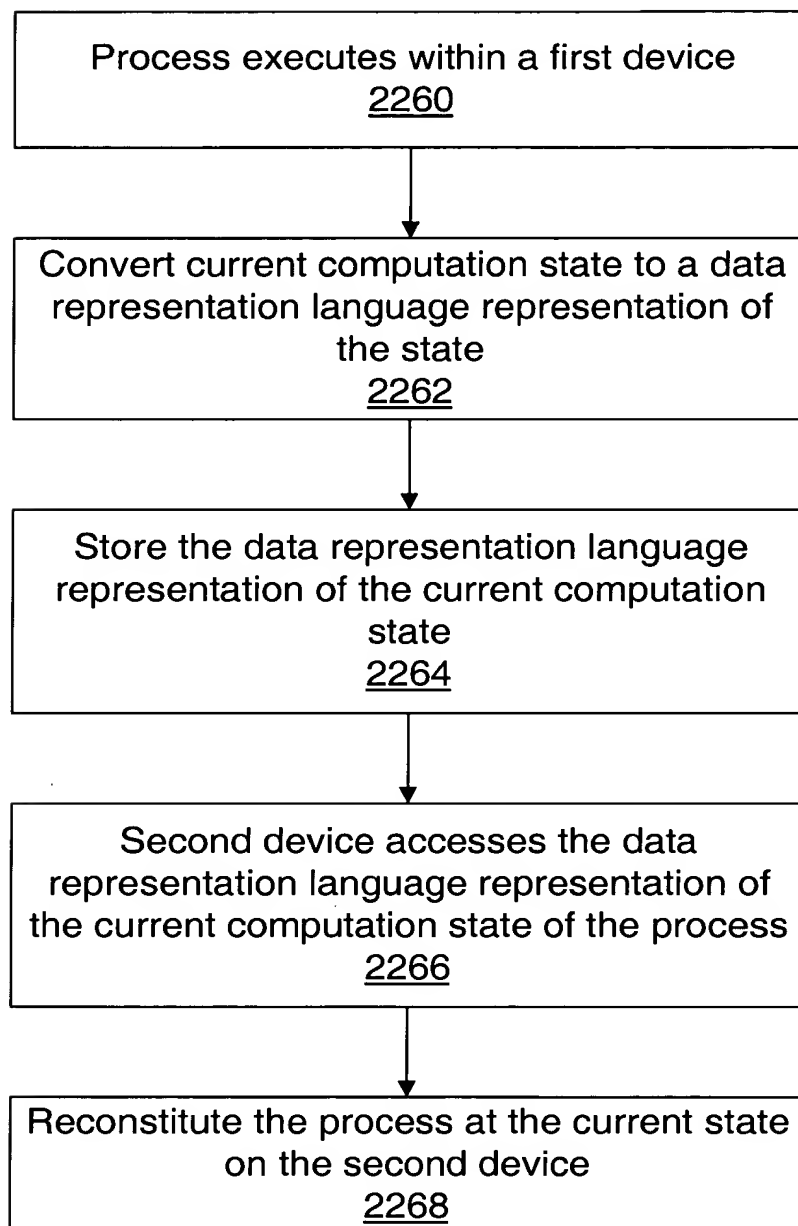 Process executes within a first device
2260
Convert current computation state to a data
representation language representation of
the state
2262
Store the data representation language
representation of the current computation
state
2264
Second device accesses the data
representation language representation of
the current computation state of the process
2266
Reconstitute the process at the current state
on the second device
2268